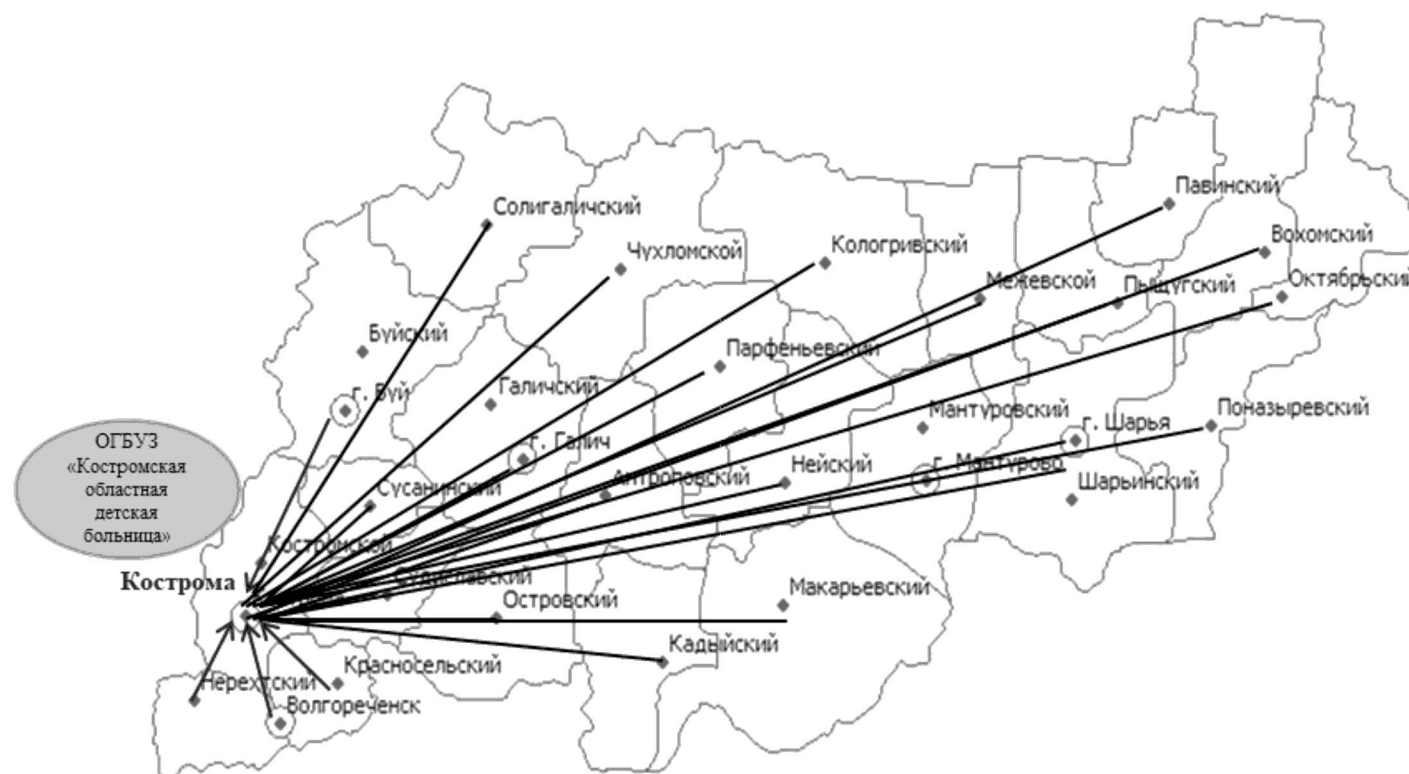 Павинский
Солигаличский
Вохомский
Чухломской
Кологривский
Межевской
Пыщугский
Октябрьский
Буйский
Парфеньевский
г. Буй
Галичский
Мантуровский
Поназыревский
г. Шарья
ОГБУЗ
«Костромская
областная
детская
больница»
г. Галич
Нейский
г. Мантурово
Сусанинский
Антроповский
Шарьинский
Костромской
Кострома
Судиславский
Островский
Макарьевский
Кадыйский
Красносельский
Нерехтский
Волгореченск